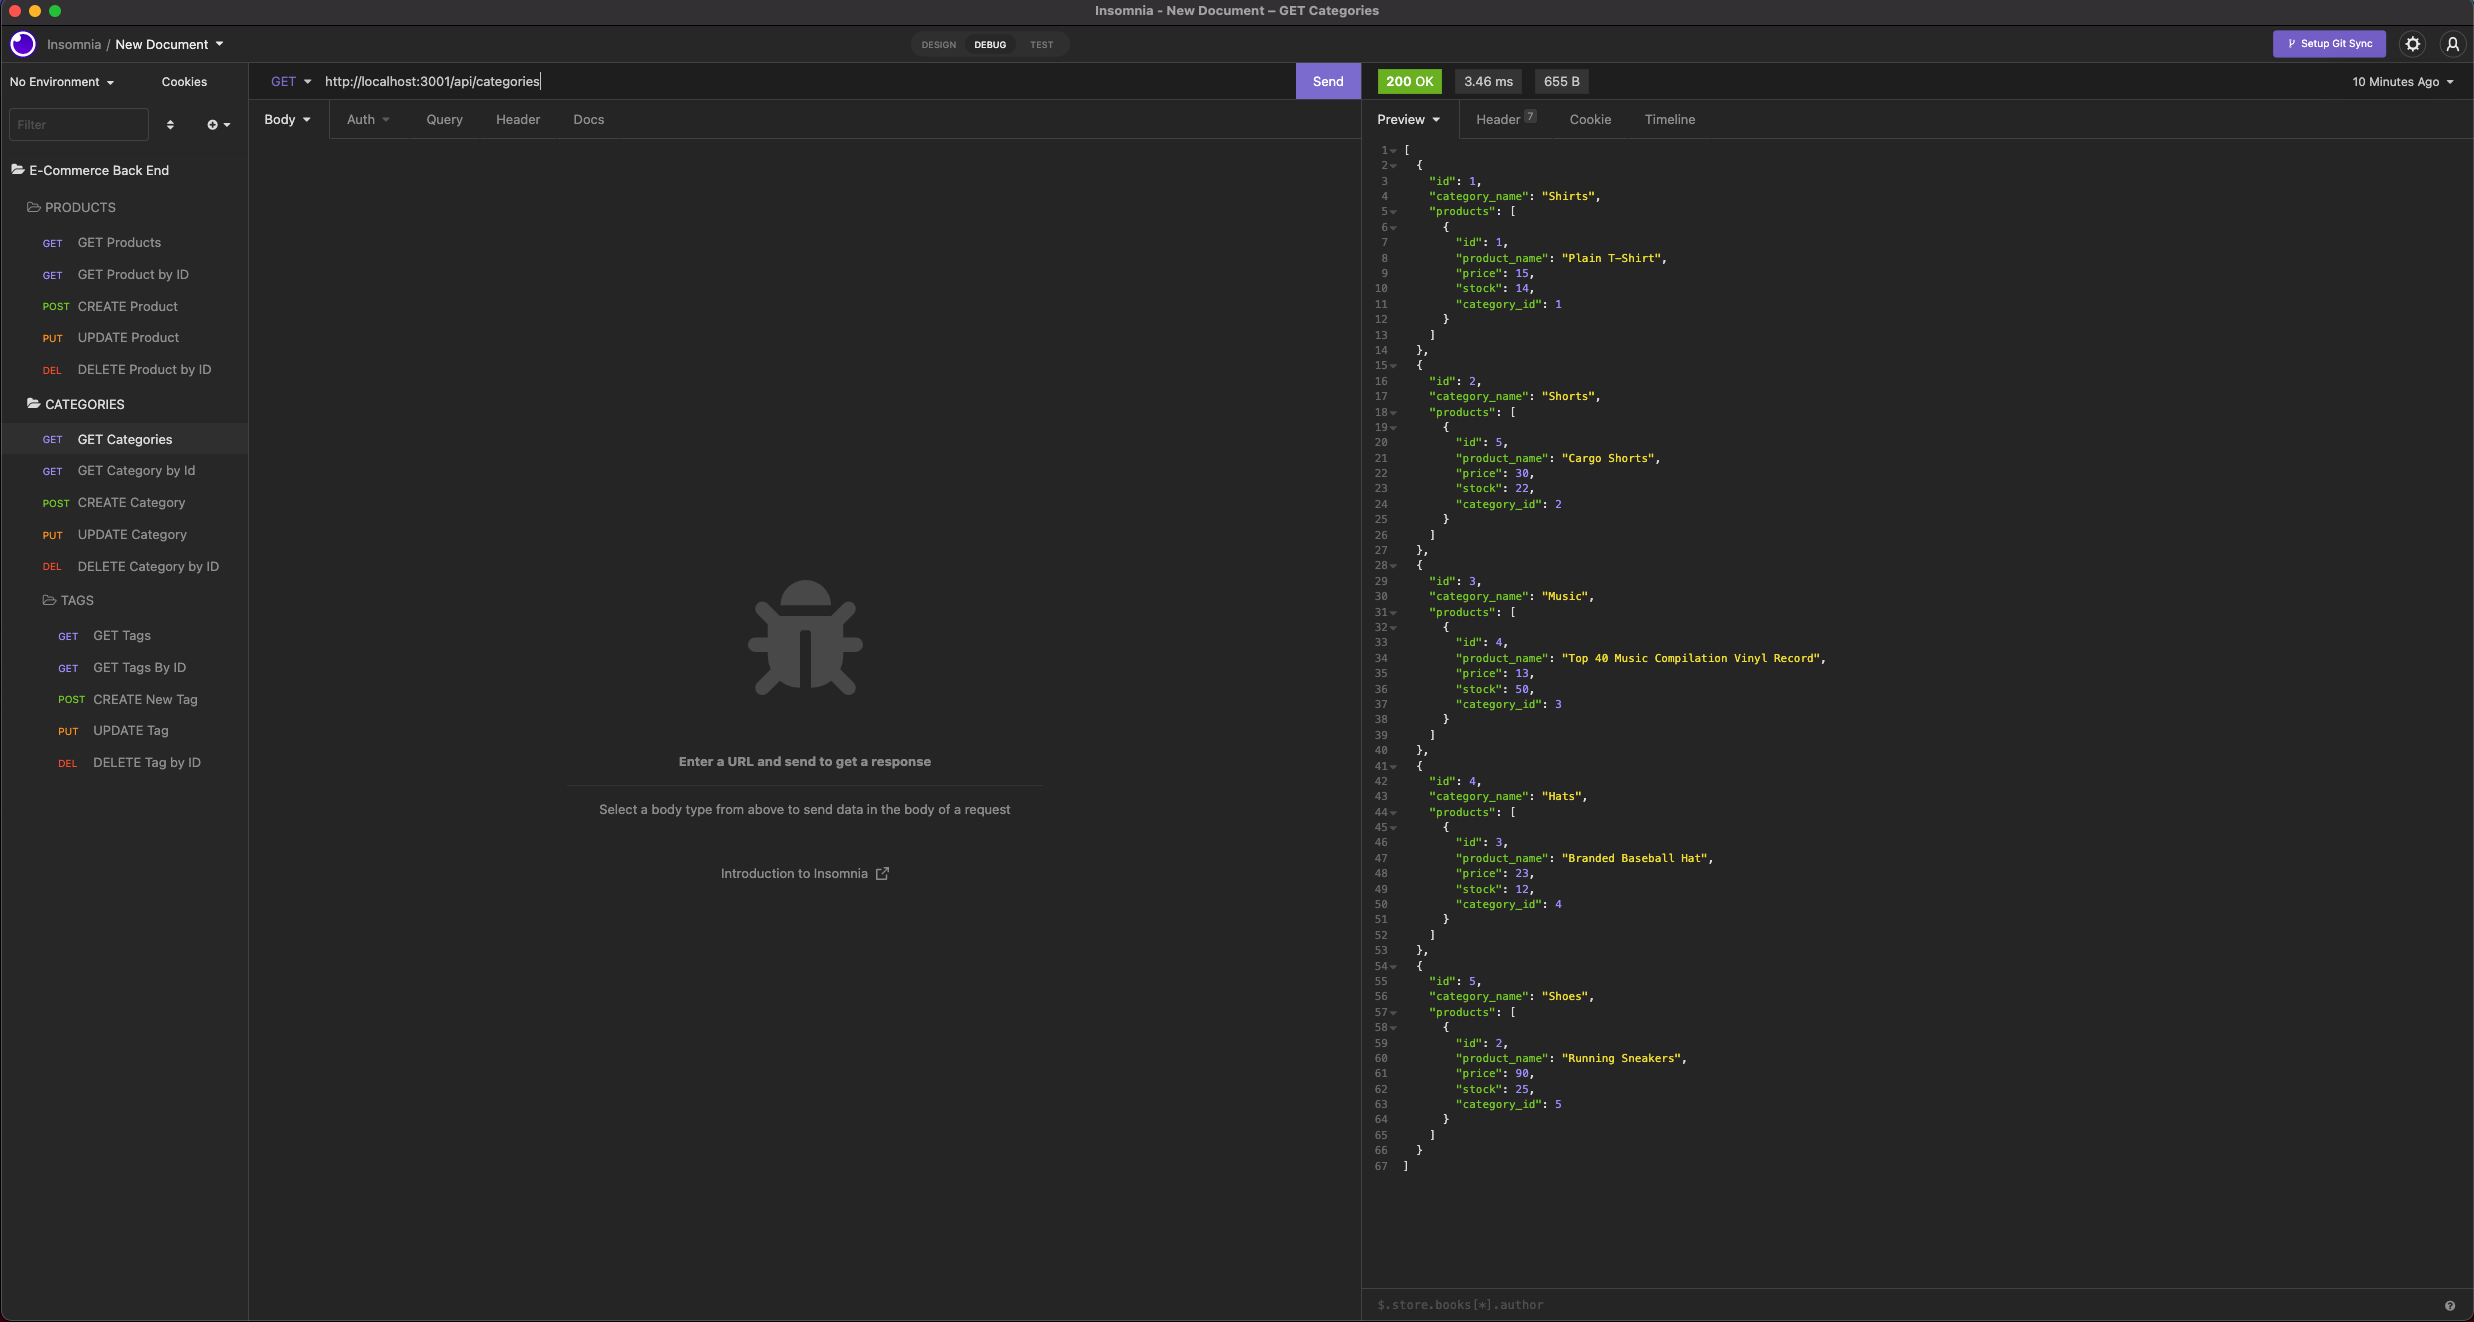 Insomnia - New Document – GET Categories
Insomnia / New Document
DESIGN DEBUG TEST
Setup Git Sync
No Environment Cookies
GET http://localhost:3001/api/categories
Send
200 OK 3.46 ms 655 B
10 Minutes Ago
Filter
Body Auth Query Header Docs
Preview Header 7 Cookie Timeline
E-Commerce Back End
PRODUCTS
GET GET Products
GET GET Product by ID
POST CREATE Product
PUT UPDATE Product
DEL DELETE Product by ID
CATEGORIES
GET GET Categories
GET GET Category by Id
POST CREATE Category
PUT UPDATE Category
DEL DELETE Category by ID
TAGS
GET GET Tags
GET GET Tags By ID
POST CREATE New Tag
PUT UPDATE Tag
DEL DELETE Tag by ID
Enter a URL and send to get a response
Select a body type from above to send data in the body of a request
Introduction to Insomnia
1 [
2 {
3 "id": 1,
4 "category_name": "Shirts",
5 "products": [
6 {
7 "id": 1,
8 "product_name": "Plain T-Shirt",
9 "price": 15,
10 "stock": 14,
11 "category_id": 1
12 }
13 ]
14 },
15 {
16 "id": 2,
17 "category_name": "Shorts",
18 "products": [
19 {
20 "id": 5,
21 "product_name": "Cargo Shorts",
22 "price": 30,
23 "stock": 22,
24 "category_id": 2
25 }
26 ]
27 },
28 {
29 "id": 3,
30 "category_name": "Music",
31 "products": [
32 {
33 "id": 4,
34 "product_name": "Top 40 Music Compilation Vinyl Record",
35 "price": 13,
36 "stock": 50,
37 "category_id": 3
38 }
39 ]
40 },
41 {
42 "id": 4,
43 "category_name": "Hats",
44 "products": [
45 {
46 "id": 3,
47 "product_name": "Branded Baseball Hat",
48 "price": 23,
49 "stock": 12,
50 "category_id": 4
51 }
52 ]
53 },
54 {
55 "id": 5,
56 "category_name": "Shoes",
57 "products": [
58 {
59 "id": 2,
60 "product_name": "Running Sneakers",
61 "price": 90,
62 "stock": 25,
63 "category_id": 5
64 }
65 ]
66 }
67 ]
$.store.books[*].author